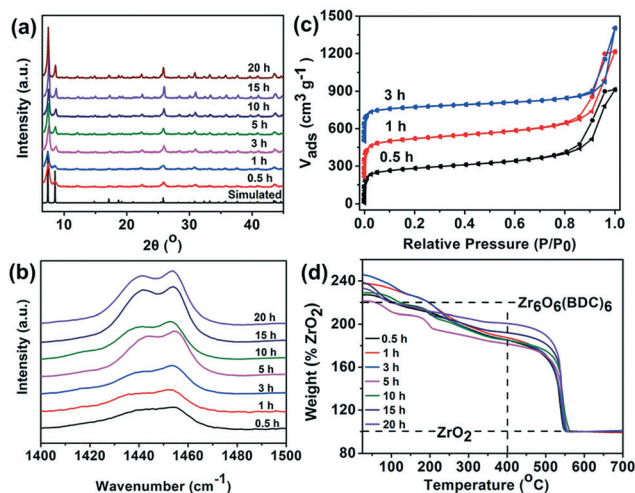 (a)
Intensity (a.u.)
20 h
15 h
10 h
5 h
3 h
1 h
0.5 h
Simulated
10 20 30 40
2θ (°)
(c)
Vads (cm3 g-1)
1500
1200
900
600
300
0
3 h
1 h
0.5 h
0.0 0.2 0.4 0.6 0.8 1.0
Relative Pressure (P/P0)
(b)
Intensity (a.u.)
20 h
15 h
10 h
5 h
3 h
1 h
0.5 h
1400 1420 1440 1460 1480 1500
Wavenumber (cm-1)
(d)
Weight (% ZrO2)
240
200
160
120
80
Zr6O6(BDC)6
0.5 h
1 h
3 h
5 h
10 h
15 h
20 h
ZrO2
100 200 300 400 500 600 700
Temperature (°C)